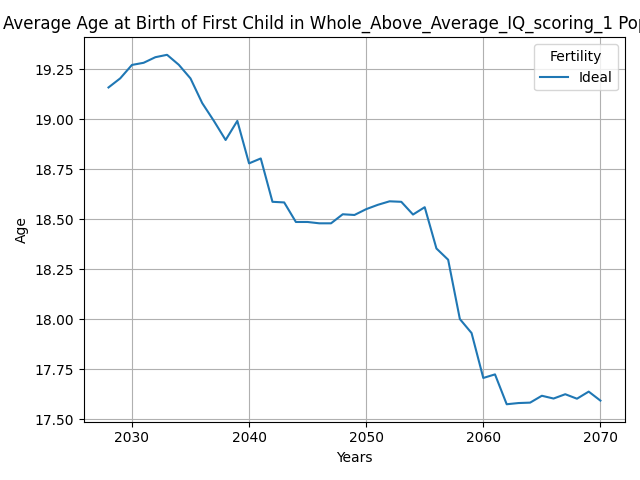 Average Age at Birth of First Child in Whole_Above_Average_IQ_scoring_1
Fertility
Ideal
19.25
19.00
18.75
18.50
18.25
18.00
17.75
17.50
Age
2030 2040 2050 2060 2070
Years